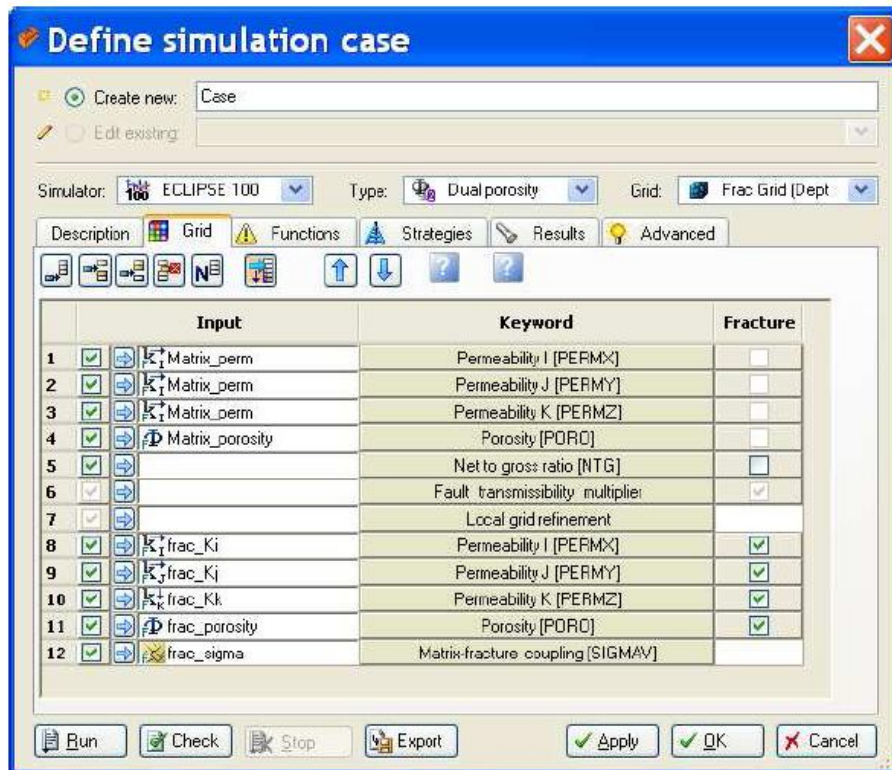 Define simulation case
Create new: Case
Edit existing:
Simulator: ECLIPSE 100 Type: Dual porosity Grid: Frac Grid (Dept
Description Grid Functions Strategies Results Advanced
Input Keyword Fracture
1 Matrix_perm Permeability I [PERMX]
2 Matrix_perm Permeability J [PERMY]
3 Matrix_perm Permeability K [PERMZ]
4 Matrix_porosity Porosity [PORO]
5 Net to gross ratio [NTG]
6 Fault transmissibility multiplier
7 Local grid refinement
8 frac_Ki Permeability I [PERMX]
9 frac_Kj Permeability J [PERMY]
10 frac_Kk Permeability K [PERMZ]
11 frac_porosity Porosity [PORO]
12 frac_sigma Matrix-fracture coupling [SIGMAV]
Run Check Stop Export Apply OK Cancel